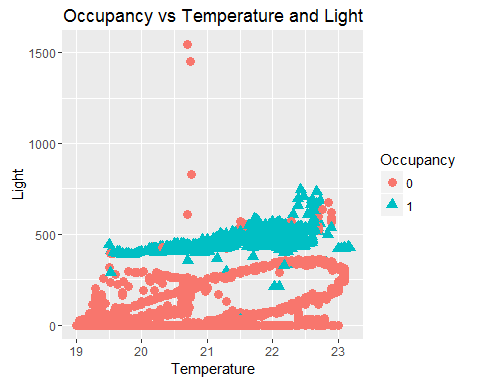 Occupancy vs Temperature and Light
1500
1000
500
0
Light
19 20 21 22 23
Temperature
Occupancy
0
1